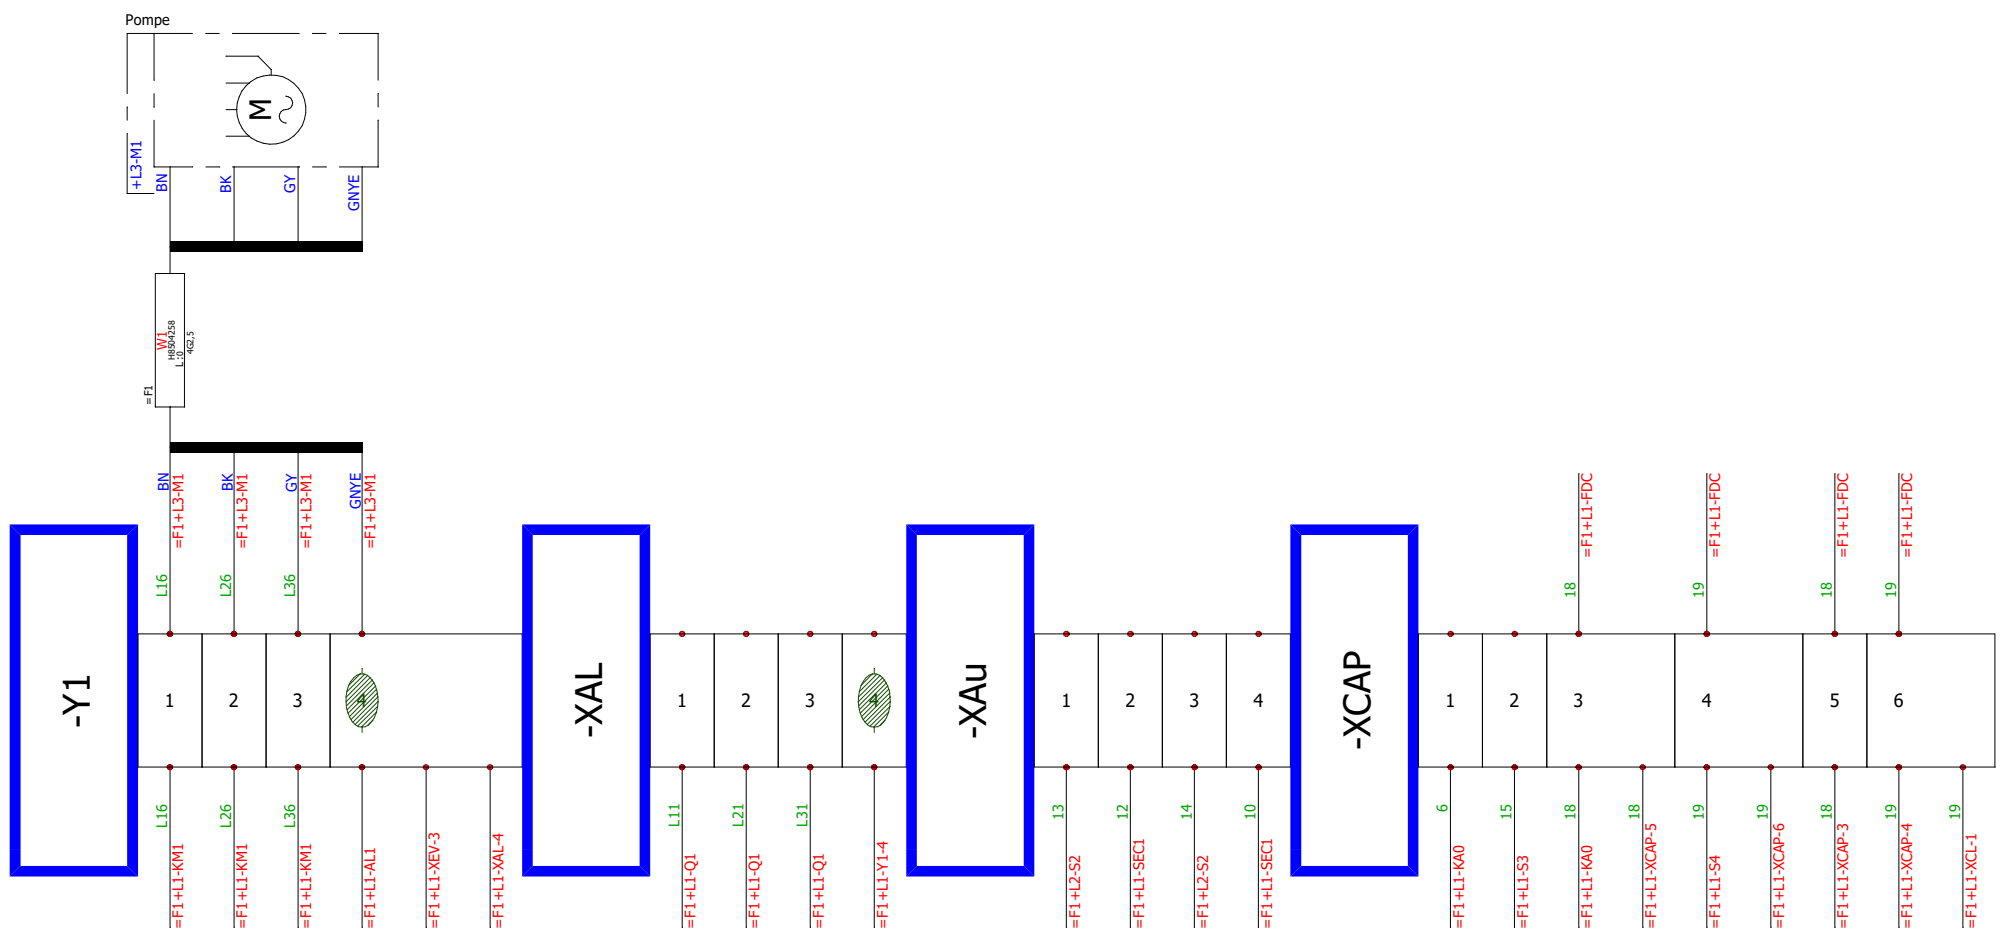 Pompe
M
+L3-M1
BN
BK
GY
GNYE
W1
H8504258
L :0
4G2,5
= F1
BN
=F1+L3-M1
BK
=F1+L3-M1
GY
=F1+L3-M1
GNYE
=F1+L3-M1
L16
L26
L36
=F1+L1-FDC
=F1+L1-FDC
=F1+L1-FDC
=F1+L1-FDC
18
19
18
19
-Y1
1
2
3
4
-XAL
1
2
3
4
-XAu
1
2
3
4
-XCAP
1
2
3
4
5
6
L16
L26
L36
L11
L21
L31
13
12
14
10
6
15
18
18
19
19
18
19
19
=F1+L1-KM1
=F1+L1-KM1
=F1+L1-KM1
=F1+L1-AL1
=F1+L1-XEV-3
=F1+L1-XAL-4
=F1+L1-Q1
=F1+L1-Q1
=F1+L1-Q1
=F1+L1-Y1-4
=F1+L2-S2
=F1+L1-SEC1
=F1+L2-S2
=F1+L1-SEC1
=F1+L1-KA0
=F1+L1-S3
=F1+L1-KA0
=F1+L1-XCAP-5
=F1+L1-S4
=F1+L1-XCAP-6
=F1+L1-XCAP-3
=F1+L1-XCAP-4
=F1+L1-XCL-1